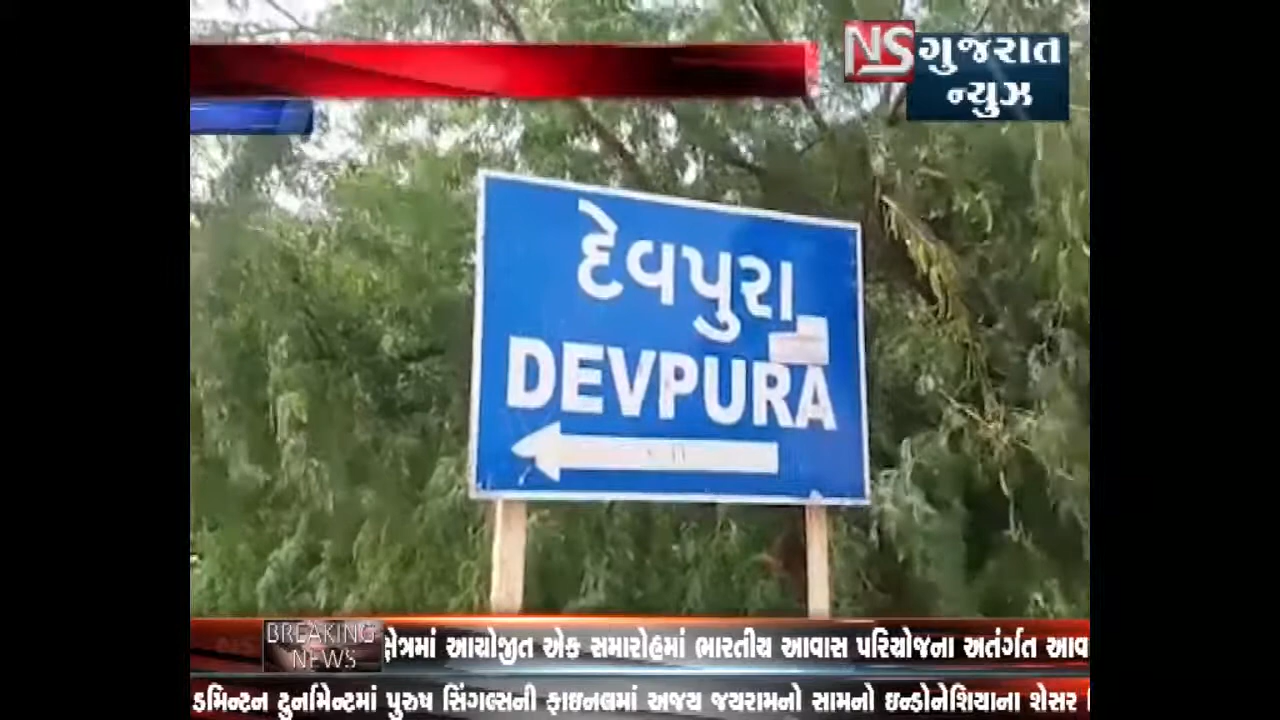 NS ગુજરાત
ન્યુઝ
દેવપુરા
DEVPURA
BREAKING
NEWS
ક્ષેત્રમાં આયોજીત એક સમારોહમાં ભારતીય આવાસ પરિયોજના અતંર્ગત આવ
ડમિન્ટન ટુર્નામેન્ટમાં પુરુષ સિંગલ્સની ફાઇનલમાં અજય જયરામનો સામનો ઇન્ડોનેશિયાના શેસર